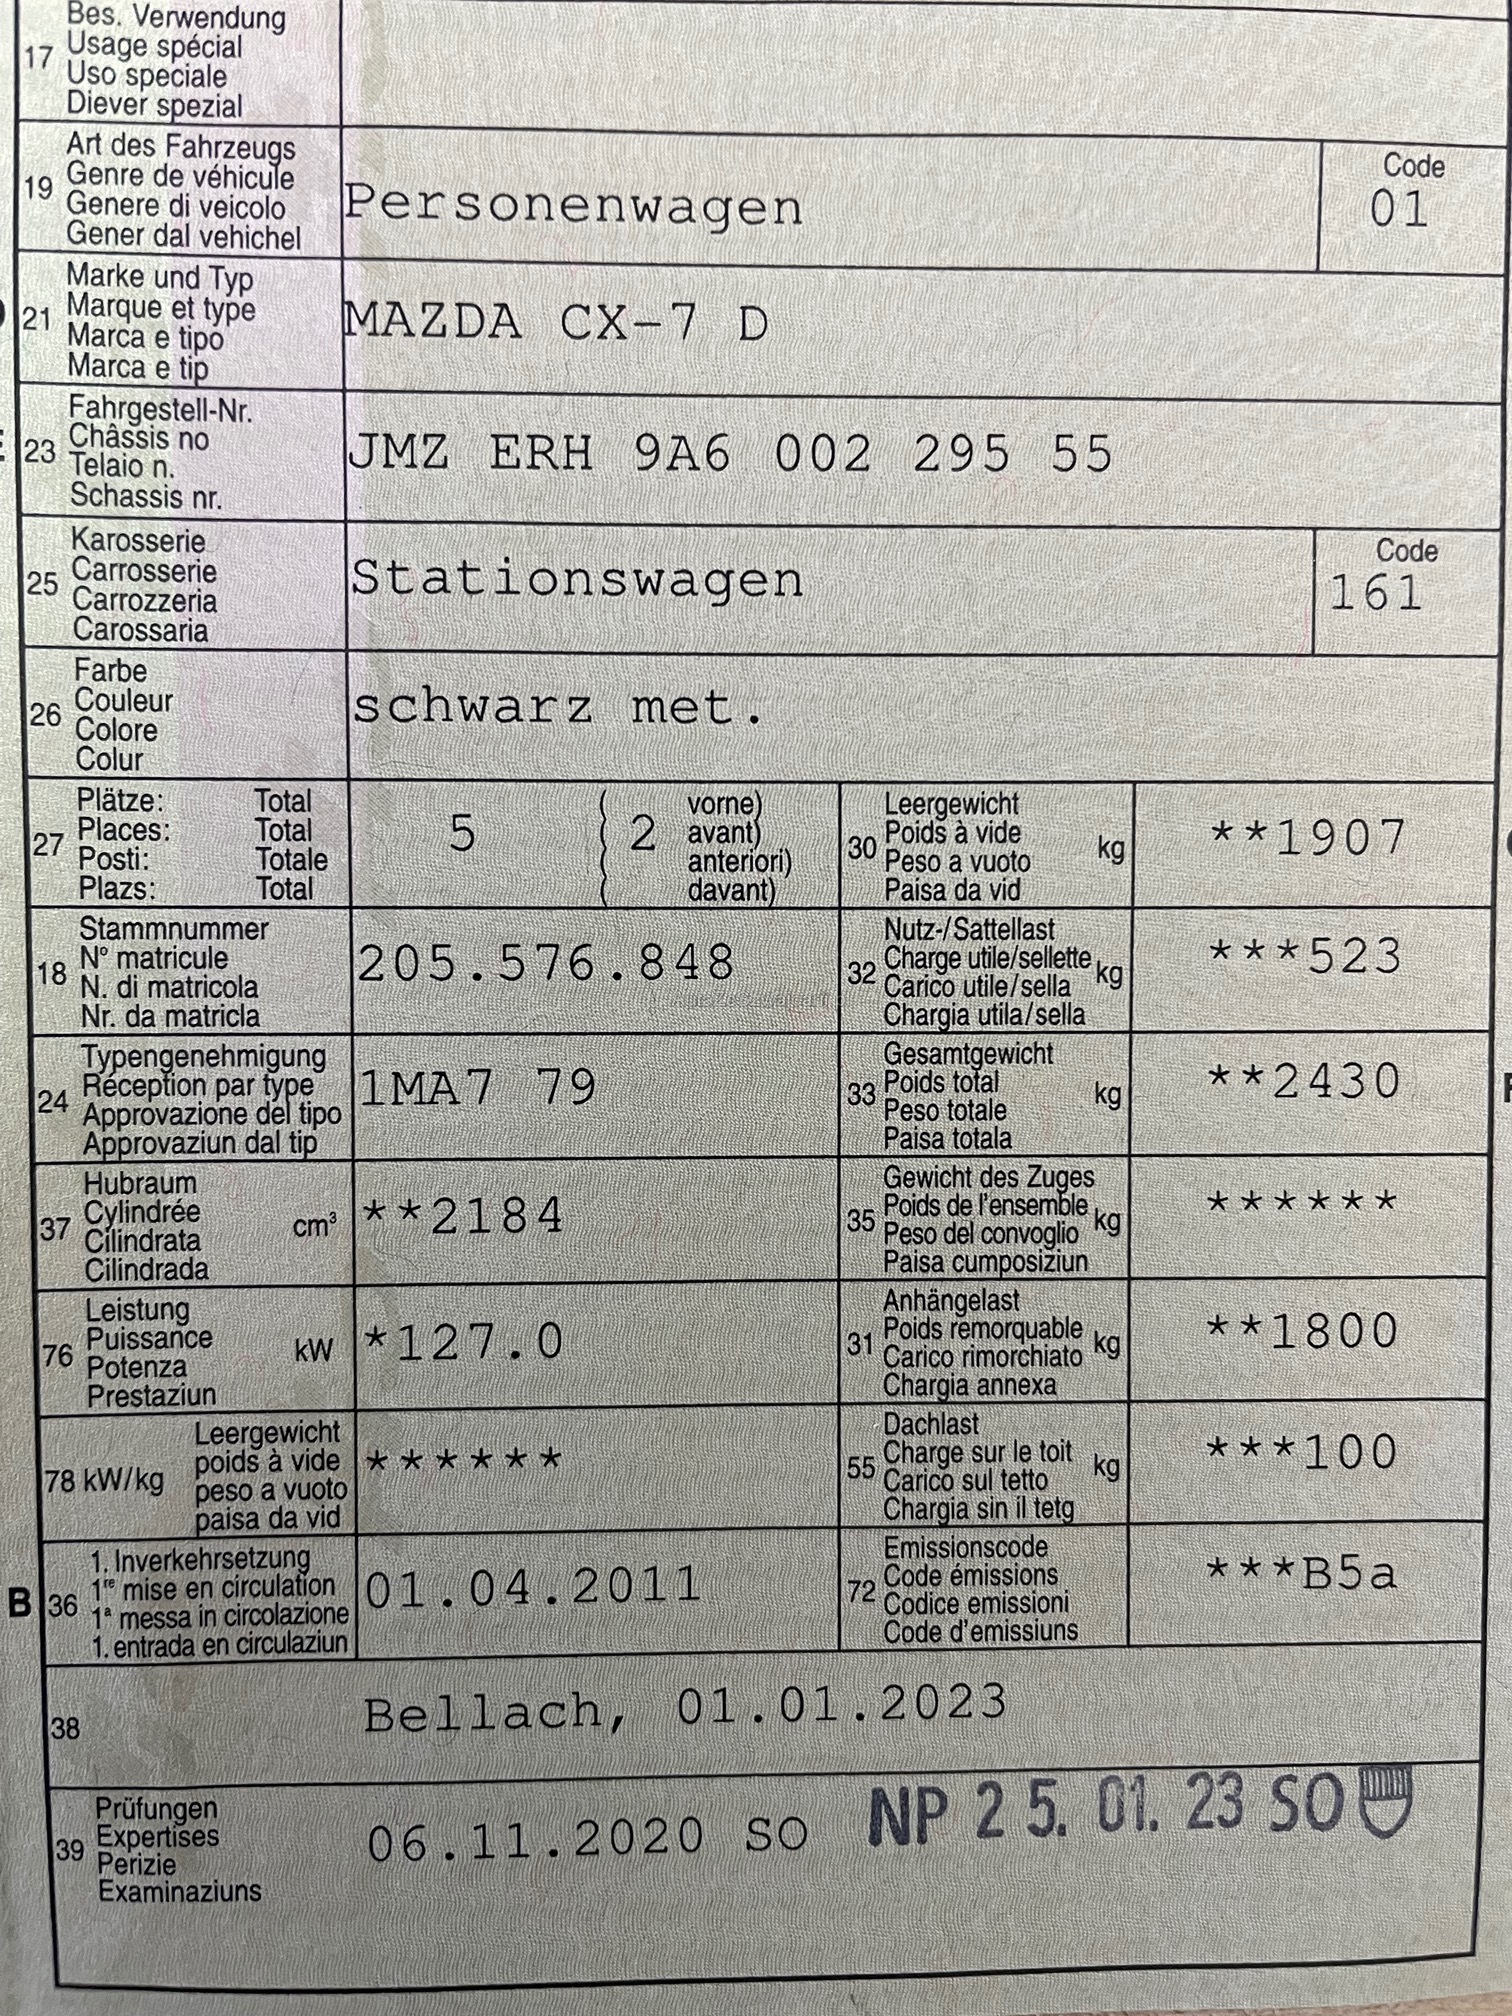 17 Bes. Verwendung
Usage spécial
Uso speciale
Diever spezial
19 Art des Fahrzeugs
Genre de véhicule
Genere di veicolo
Gener dal vehichel
Personenwagen
Code
01
21 Marke und Typ
Marque et type
Marca e tipo
Marca e tip
MAZDA CX-7 D
23 Fahrgestell-Nr.
Châssis no
Telaio n.
Schassis nr.
JMZ ERH 9A6 002 295 55
25 Karosserie
Carrosserie
Carrozzeria
Carossaria
Stationswagen
Code
161
26 Farbe
Couleur
Colore
Colur
schwarz met.
27 Plätze: Total
Places: Total
Posti: Totale
Plazs: Total
5 ( 2 vorne)
avant)
anteriori)
davant)
30 Leergewicht
Poids à vide
Peso a vuoto
Paisa da vid
kg
**1907
18 Stammnummer
N° matricule
N. di matricola
Nr. da matricla
205.576.848
32 Nutz-/Sattellast
Charge utile/sellette
Carico utile/sella
Chargia utila/sella
kg
***523
24 Typengenehmigung
Réception par type
Approvazione del tipo
Approvaziun dal tip
1MA7 79
33 Gesamtgewicht
Poids total
Peso totale
Paisa totala
kg
**2430
37 Hubraum
Cylindrée
Cilindrata
Cilindrada
cm³
**2184
35 Gewicht des Zuges
Poids de l'ensemble
Peso del convoglio
Paisa cumposiziun
kg
******
76 Leistung
Puissance
Potenza
Prestaziun
kW
*127.0
31 Anhängelast
Poids remorquable
Carico rimorchiato
Chargia annexa
kg
**1800
78 kW/kg
Leergewicht
poids à vide
peso a vuoto
paisa da vid
******
55 Dachlast
Charge sur le toit
Carico sul tetto
Chargia sin il tetg
kg
***100
B 36 1. Inverkehrsetzung
1re mise en circulation
1a messa in circolazione
1. entrada en circulaziun
01.04.2011
72 Emissionscode
Code émissions
Codice emissioni
Code d'emissiuns
***B5a
38 Bellach, 01.01.2023
39 Prüfungen
Expertises
Perizie
Examinaziuns
06.11.2020 SO
NP 25. 01. 23 SO